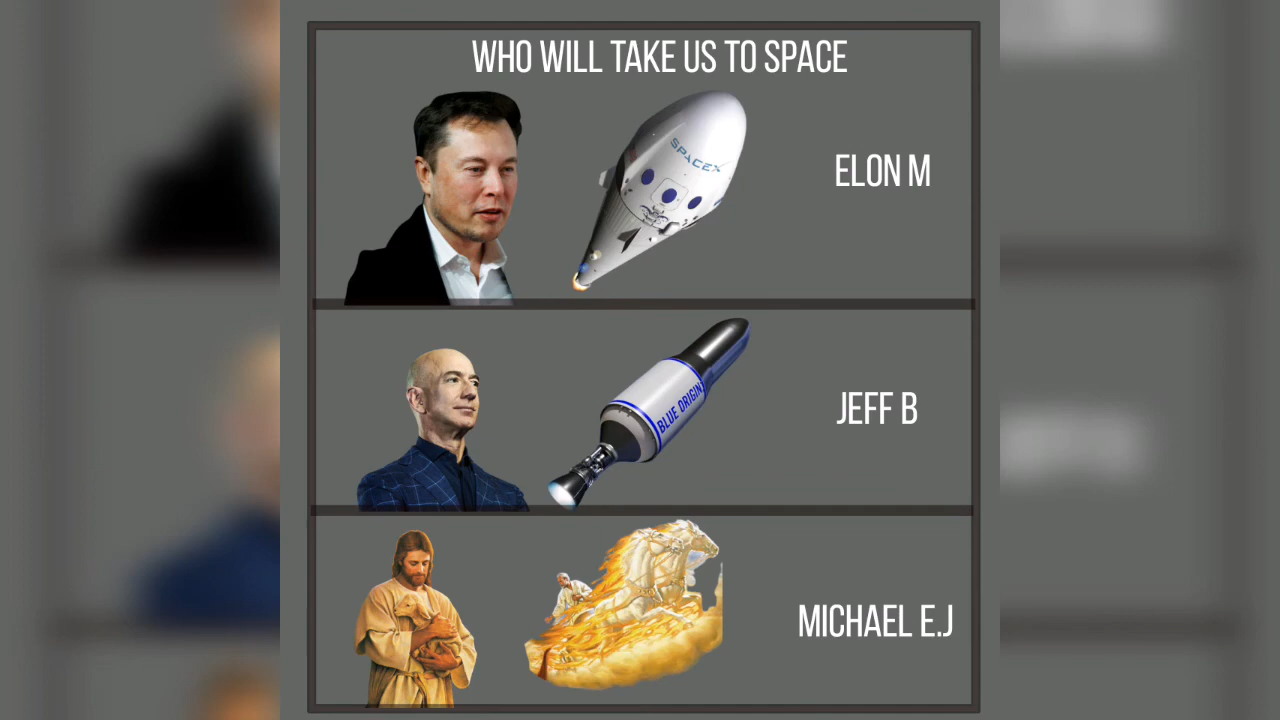 WHO WILL TAKE US TO SPACE
SPACEX
ELON M
BLUE ORIGIN
JEFF B
MICHAEL E.J